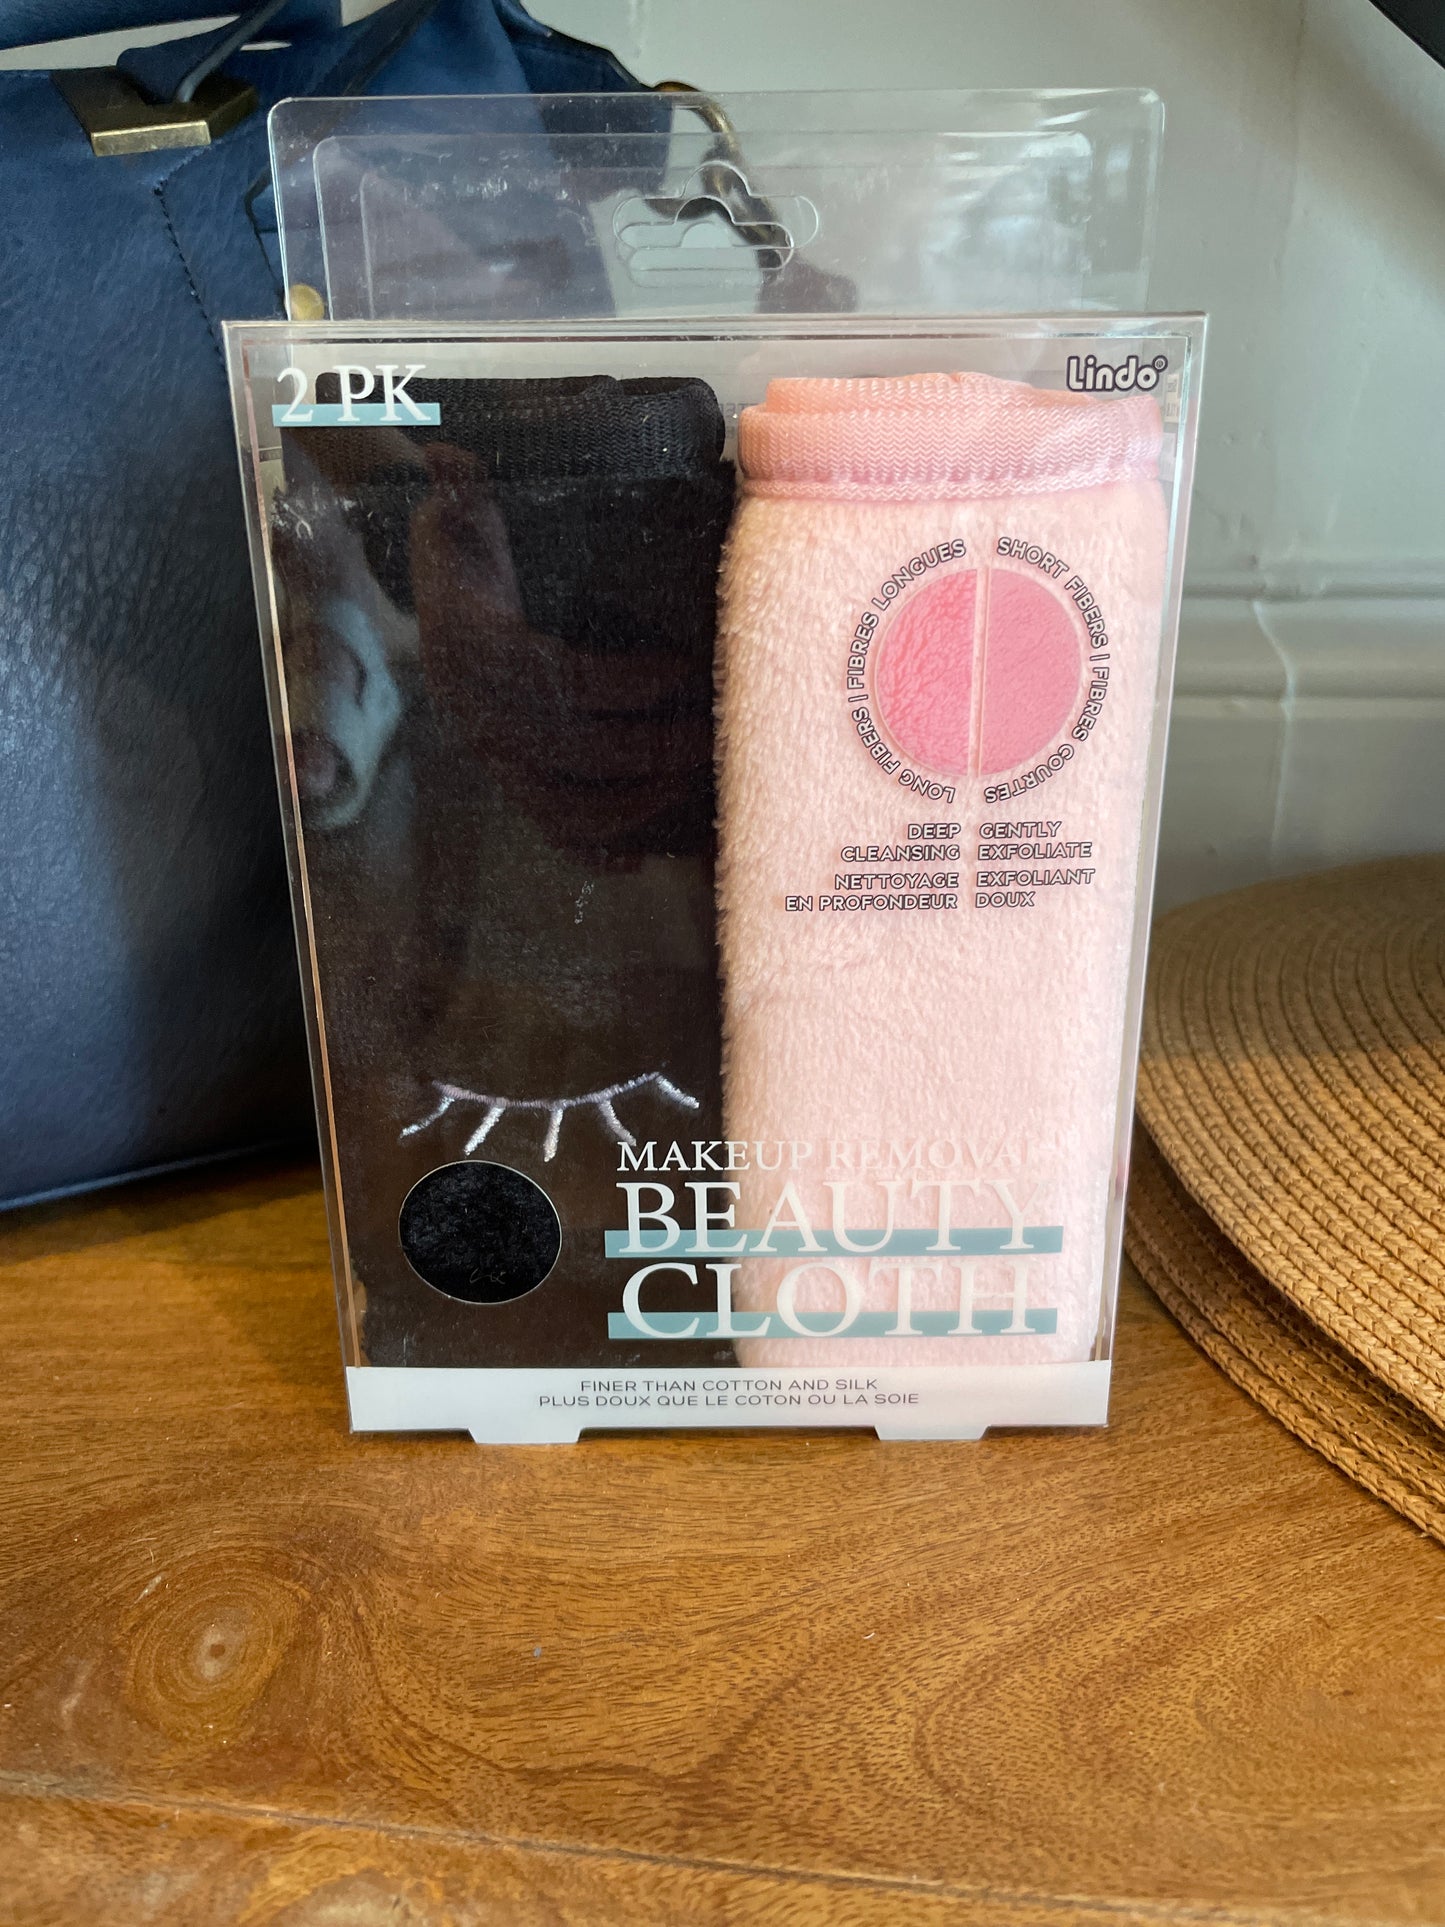 2 PK
Lindo®
LONG FIBERS | FIBRES LONGUES
SHORT FIBERS | FIBRES COURTES
DEEP CLEANSING
NETTOYAGE EN PROFONDEUR
GENTLY EXFOLIATE
EXFOLIANT DOUX
MAKEUP REMOVAL
BEAUTY
CLOTH
FINER THAN COTTON AND SILK
PLUS DOUX QUE LE COTON OU LA SOIE